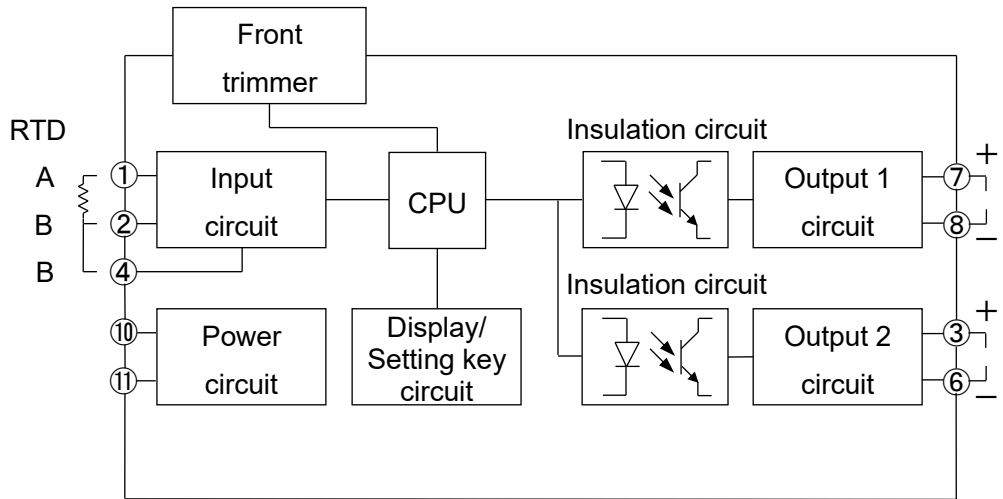 Front
trimmer
RTD
A
B
B
①
②
④
⑩
⑪
Input
circuit
Power
circuit
CPU
Display/
Setting key
circuit
Insulation circuit
Insulation circuit
Output 1
circuit
Output 2
circuit
⑦
⑧
③
⑥
+
−
+
−